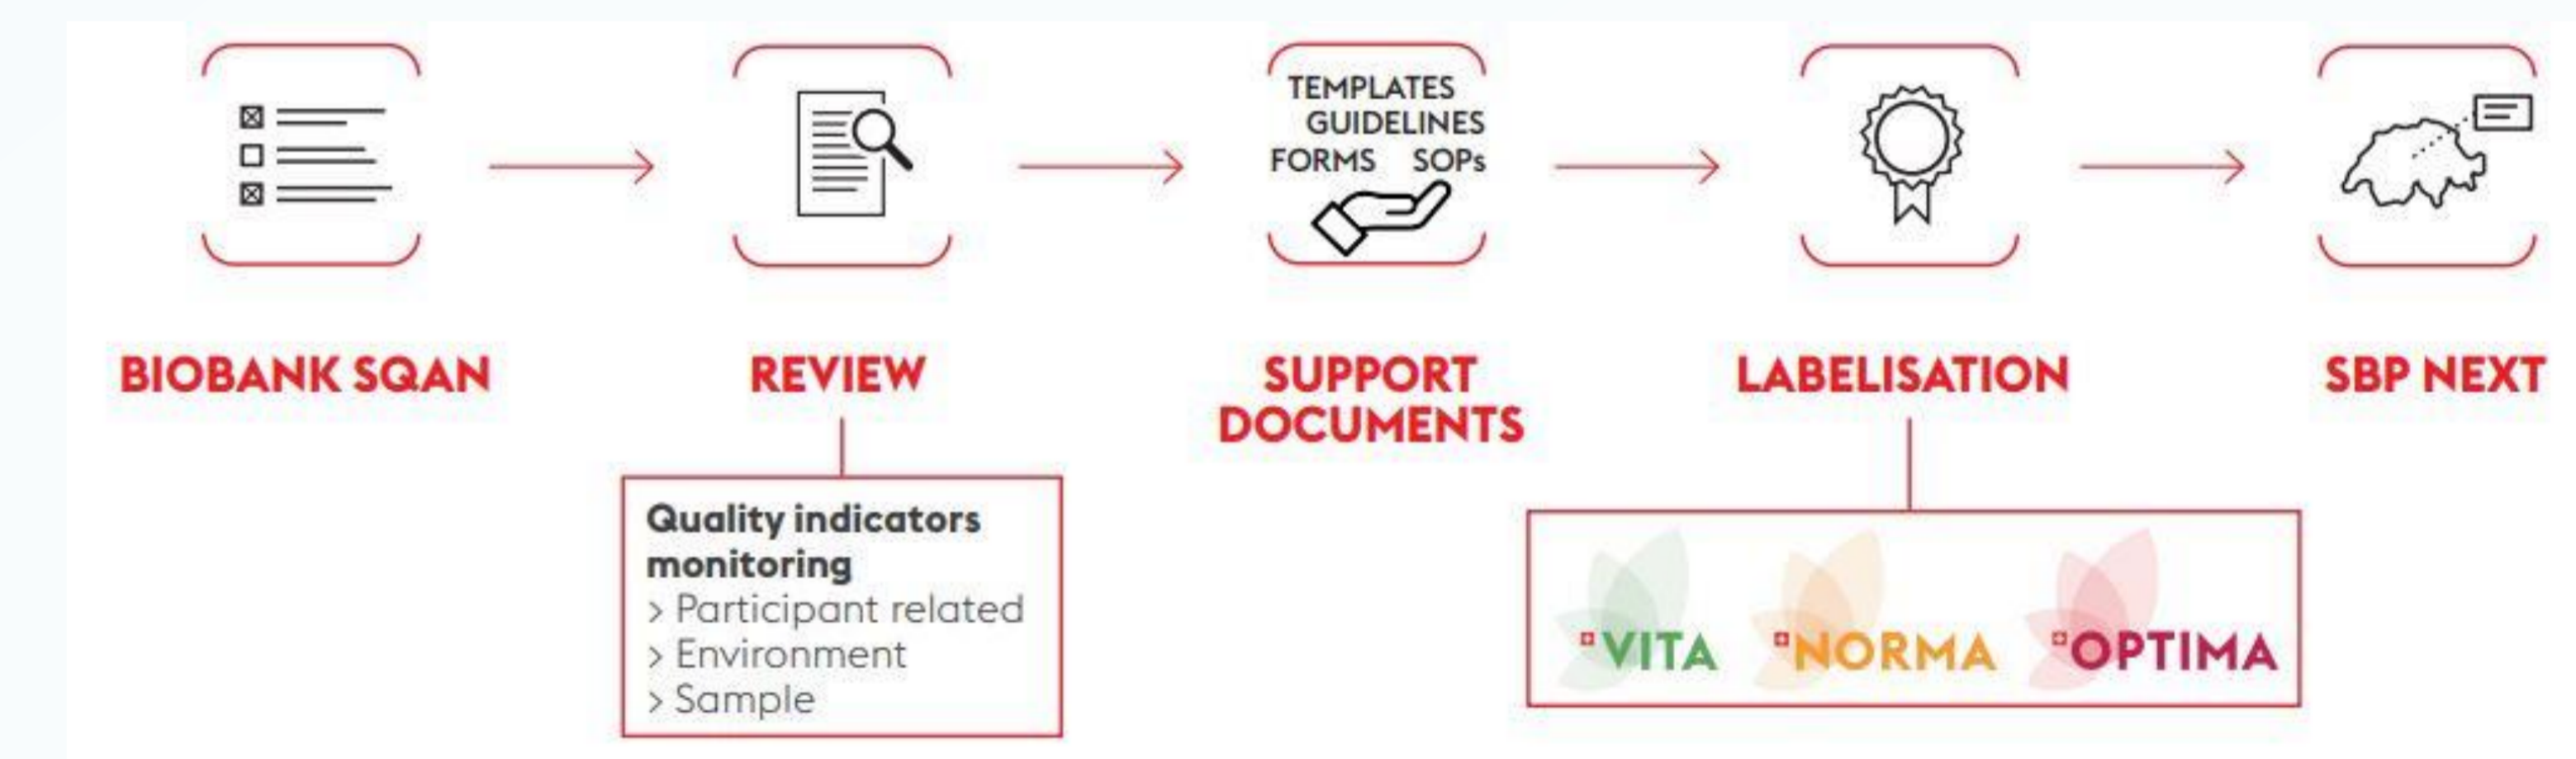 TEMPLATES
GUIDELINES
FORMS SOPs
BIOBANK SQAN
REVIEW
SUPPORT
DOCUMENTS
LABELISATION
SBP NEXT
Quality indicators
monitoring
> Participant related
> Environment
> Sample
VITA
NORMA
OPTIMA